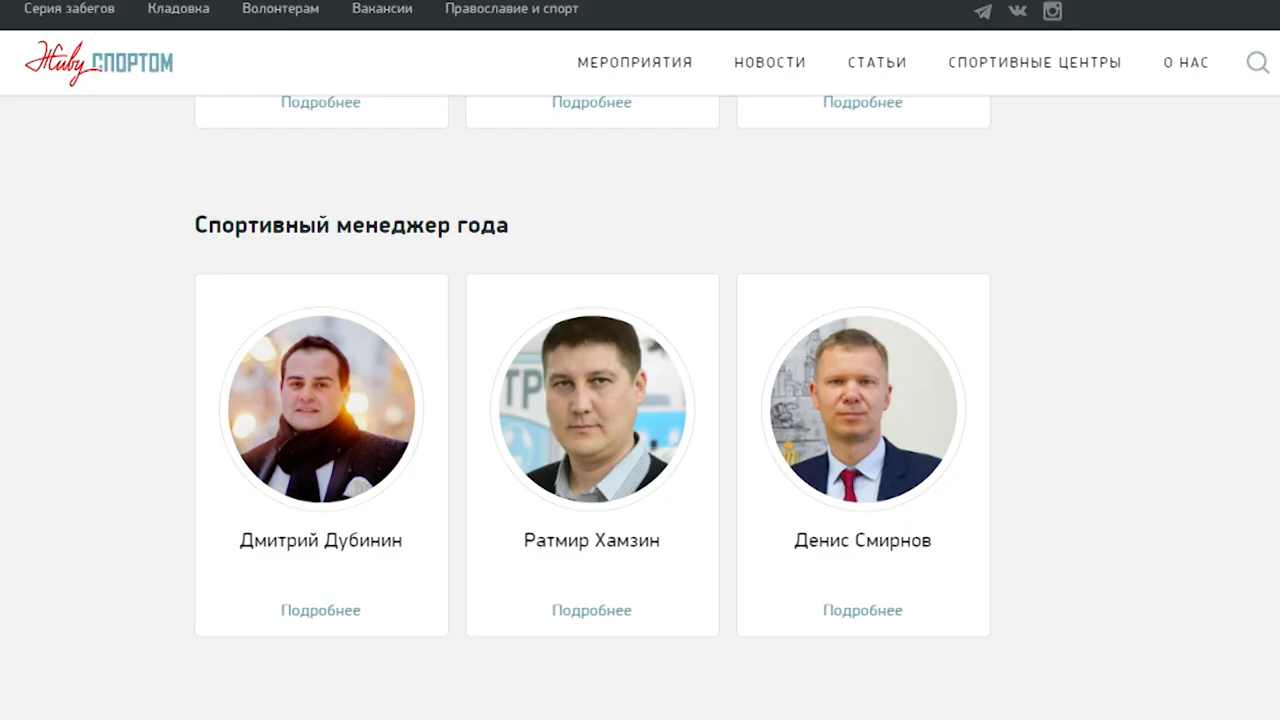 Серия забегов Кладовка Волонтерам Вакансии Православие и спорт
Живу СПОРТОМ МЕРОПРИЯТИЯ НОВОСТИ СТАТЬИ СПОРТИВНЫЕ ЦЕНТРЫ О НАС
Подробнее Подробнее Подробнее
Спортивный менеджер года
ТР
Дмитрий Дубинин Ратмир Хамзин Денис Смирнов
Подробнее Подробнее Подробнее